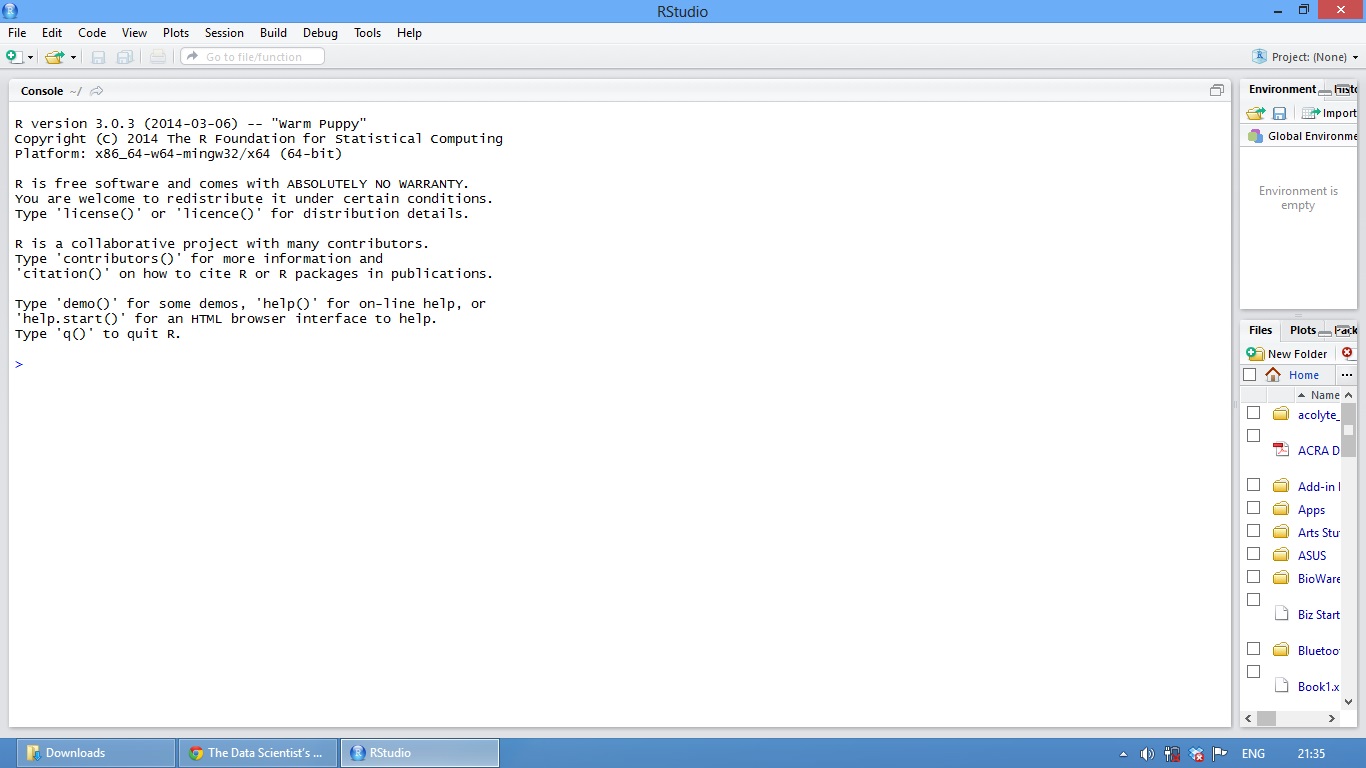 RStudio
File Edit Code View Plots Session Build Debug Tools Help
Go to file/function
Project: (None)
Console ~/
R version 3.0.3 (2014-03-06) -- "Warm Puppy"
Copyright (C) 2014 The R Foundation for Statistical Computing
Platform: x86_64-w64-mingw32/x64 (64-bit)
R is free software and comes with ABSOLUTELY NO WARRANTY.
You are welcome to redistribute it under certain conditions.
Type 'license()' or 'licence()' for distribution details.
R is a collaborative project with many contributors.
Type 'contributors()' for more information and
'citation()' on how to cite R or R packages in publications.
Type 'demo()' for some demos, 'help()' for on-line help, or
'help.start()' for an HTML browser interface to help.
Type 'q()' to quit R.
>
Environment Histo
Import
Global Environme
Environment is
empty
Files Plots Pack
New Folder
Home ...
Name
acolyte_
ACRA D
Add-in
Apps
Arts Stu
ASUS
BioWare
Biz Start
Bluetoo
Book1.x
Downloads The Data Scientist's ... RStudio ENG 21:35